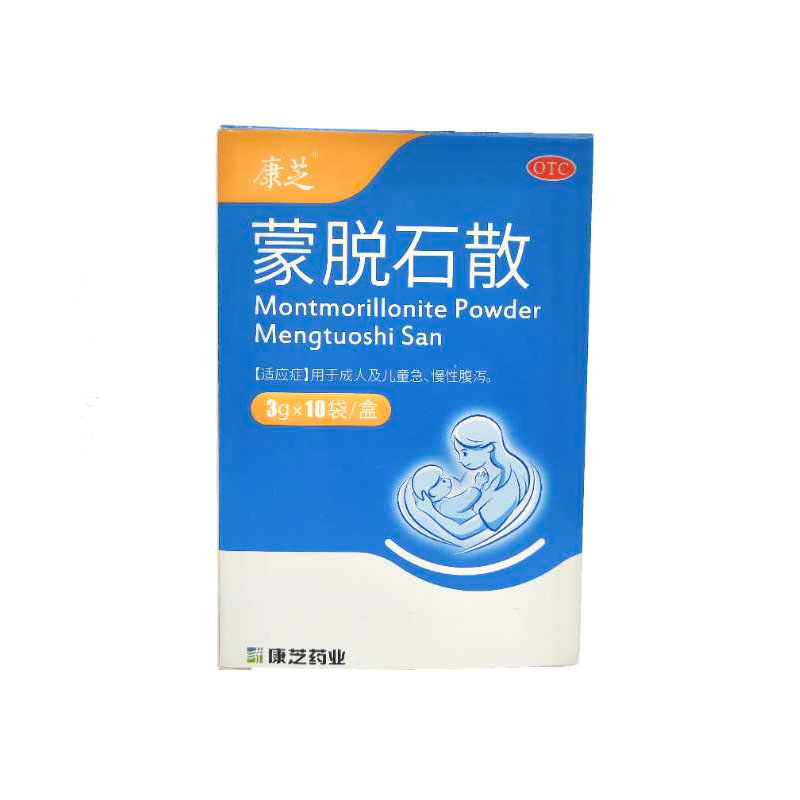 康芝®
OTC
蒙脱石散
Montmorillonite Powder
Mengtuoshi San
【适应症】用于成人及儿童急、慢性腹泻。
3g×10袋/盒
康芝药业